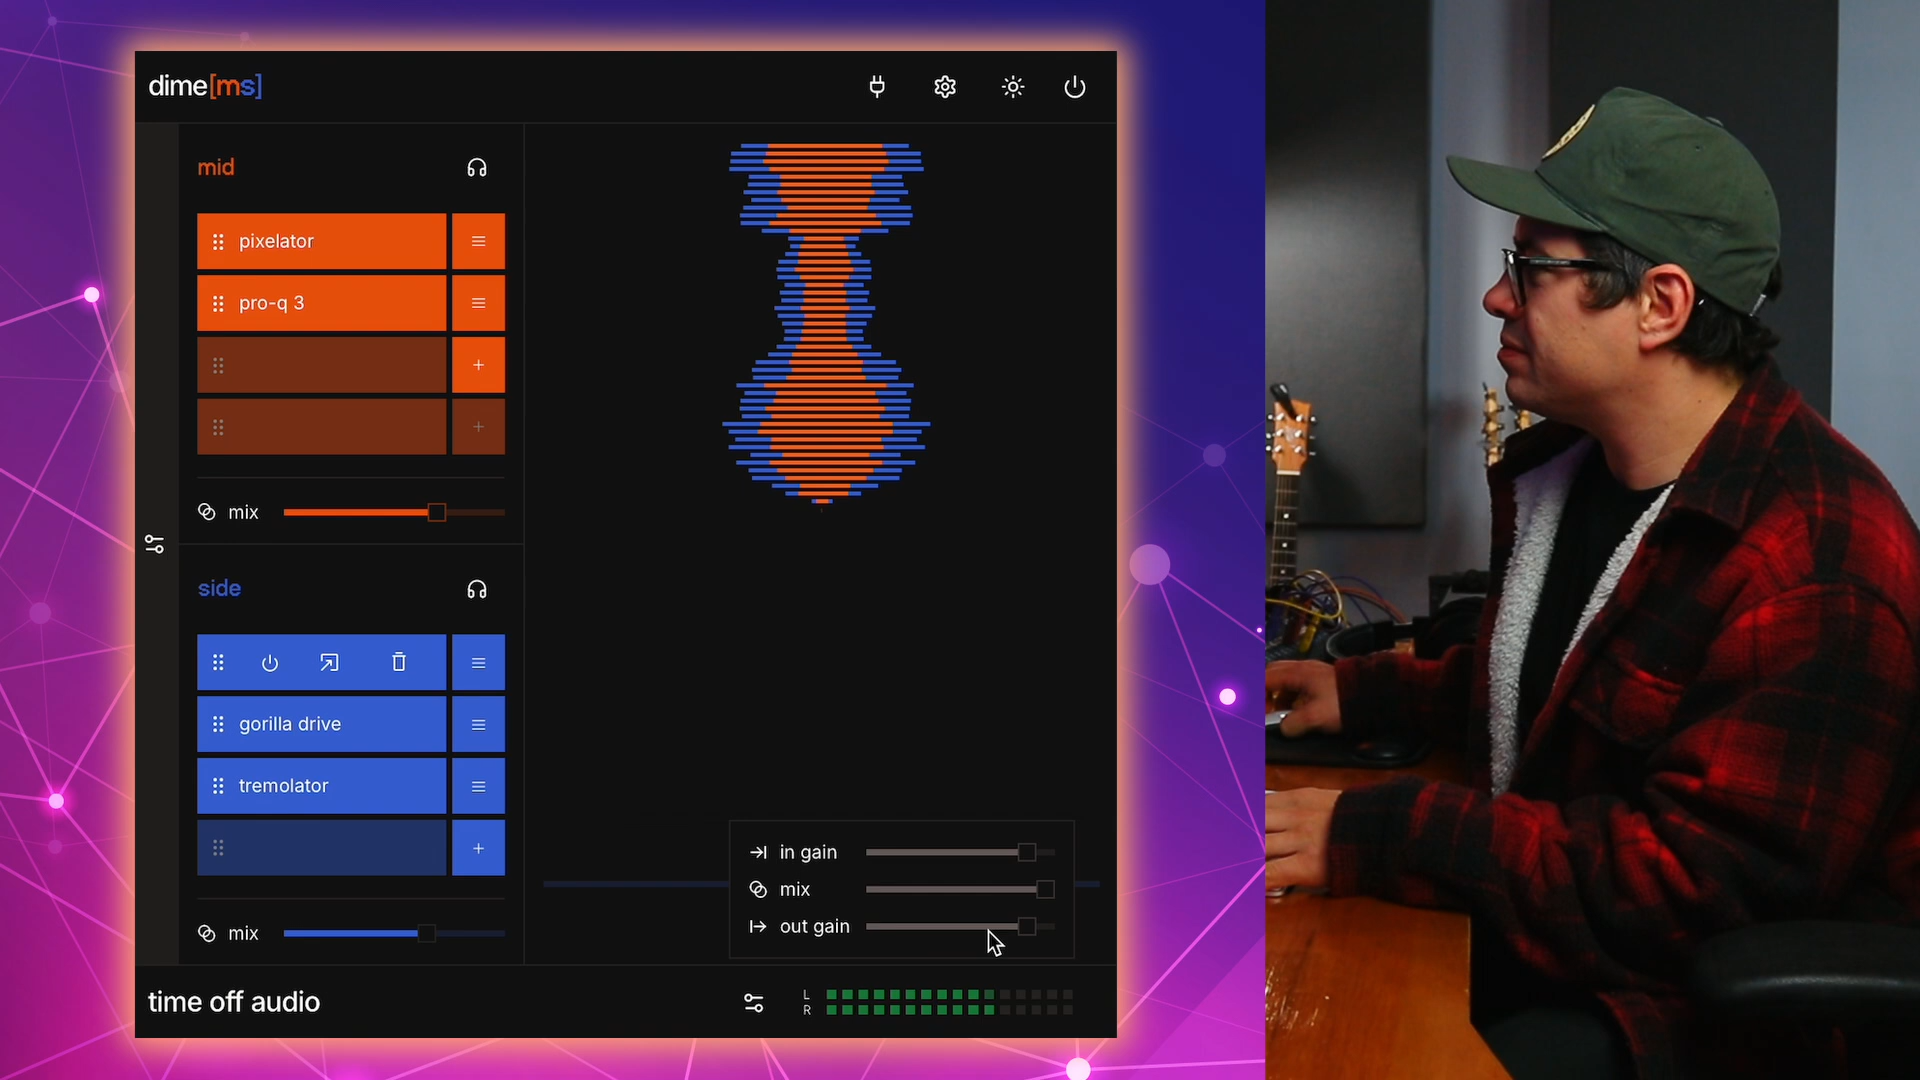 dime[ms]
mid
pixelator
pro-q 3
mix
side
gorilla drive
tremolator
mix
in gain
mix
out gain
time off audio
L
R